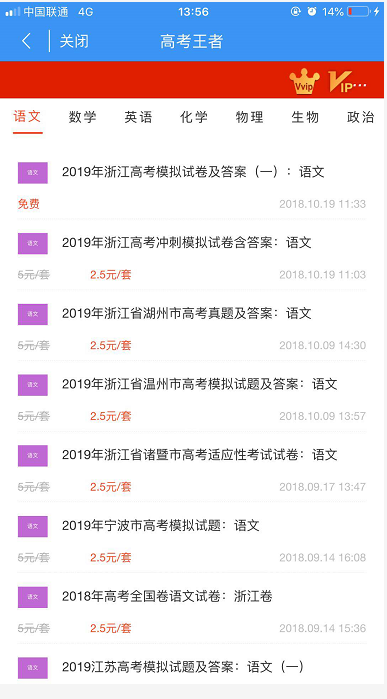 中国联通 4G 13:56 14%
关闭 高考王者
Vvip VIP...
语文 数学 英语 化学 物理 生物 政治
语文 2019年浙江高考模拟试卷及答案（一）：语文
免费 2018.10.19 11:33
语文 2019年浙江高考冲刺模拟试卷含答案：语文
5元/套 2.5元/套 2018.10.19 11:03
语文 2019年浙江省湖州市高考真题及答案：语文
5元/套 2.5元/套 2018.10.09 14:30
语文 2019年浙江省温州市高考模拟试题及答案：语文
5元/套 2.5元/套 2018.10.09 13:57
语文 2019年浙江省诸暨市高考适应性考试试卷：语文
5元/套 2.5元/套 2018.09.17 13:47
语文 2019年宁波市高考模拟试题：语文
5元/套 2.5元/套 2018.09.14 16:08
语文 2018年高考全国卷语文试卷：浙江卷
5元/套 2.5元/套 2018.09.14 15:36
语文 2019江苏高考模拟试题及答案：语文（一）